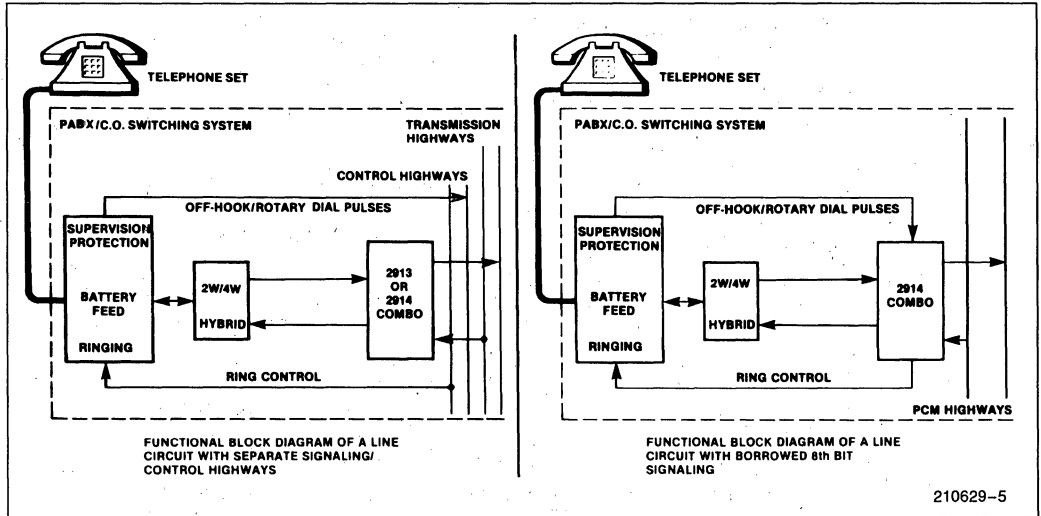 TELEPHONE SET
PABX/C.O. SWITCHING SYSTEM
TRANSMISSION
HIGHWAYS
CONTROL HIGHWAYS
OFF-HOOK/ROTARY DIAL PULSES
SUPERVISION
PROTECTION
BATTERY
FEED
RINGING
2W/4W
HYBRID
2913
OR
2914
COMBO
RING CONTROL
FUNCTIONAL BLOCK DIAGRAM OF A LINE
CIRCUIT WITH SEPARATE SIGNALING/
CONTROL HIGHWAYS
TELEPHONE SET
PABX/C.O. SWITCHING SYSTEM
OFF-HOOK/ROTARY DIAL PULSES
SUPERVISION
PROTECTION
BATTERY
FEED
RINGING
2W/4W
HYBRID
2914
COMBO
RING CONTROL
PCM HIGHWAYS
FUNCTIONAL BLOCK DIAGRAM OF A LINE
CIRCUIT WITH BORROWED 8th BIT
SIGNALING
210629-5